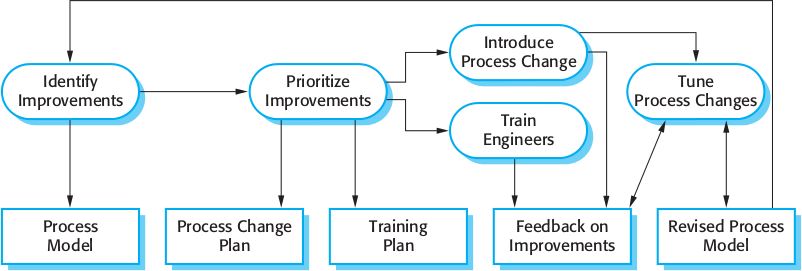 Identify
Improvements
Prioritize
Improvements
Introduce
Process Change
Train
Engineers
Tune
Process Changes
Process
Model
Process Change
Plan
Training
Plan
Feedback on
Improvements
Revised Process
Model